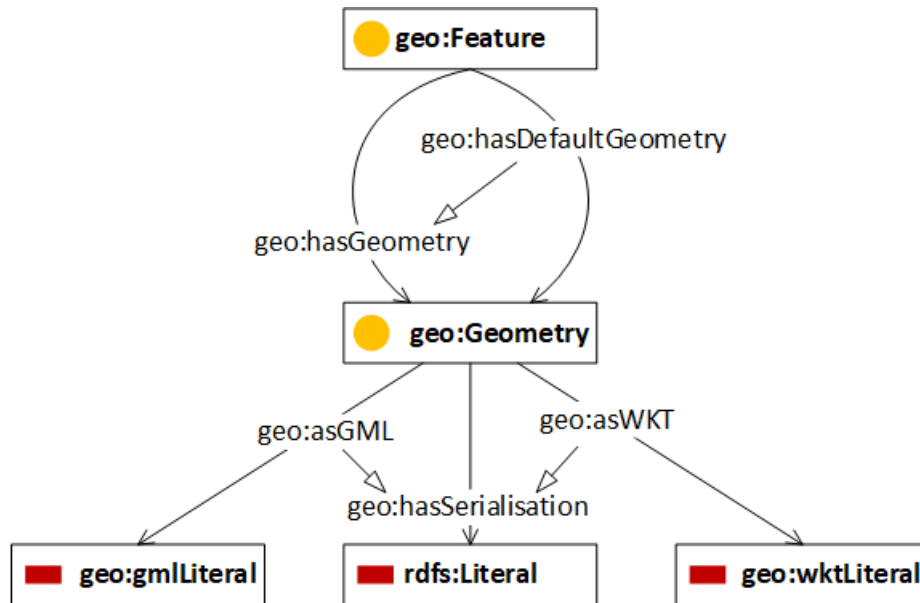 geo:Feature
geo:hasDefaultGeometry
geo:hasGeometry
geo:Geometry
geo:asGML
geo:asWKT
geo:hasSerialisation
geo:gmlLiteral
rdfs:Literal
geo:wktLiteral